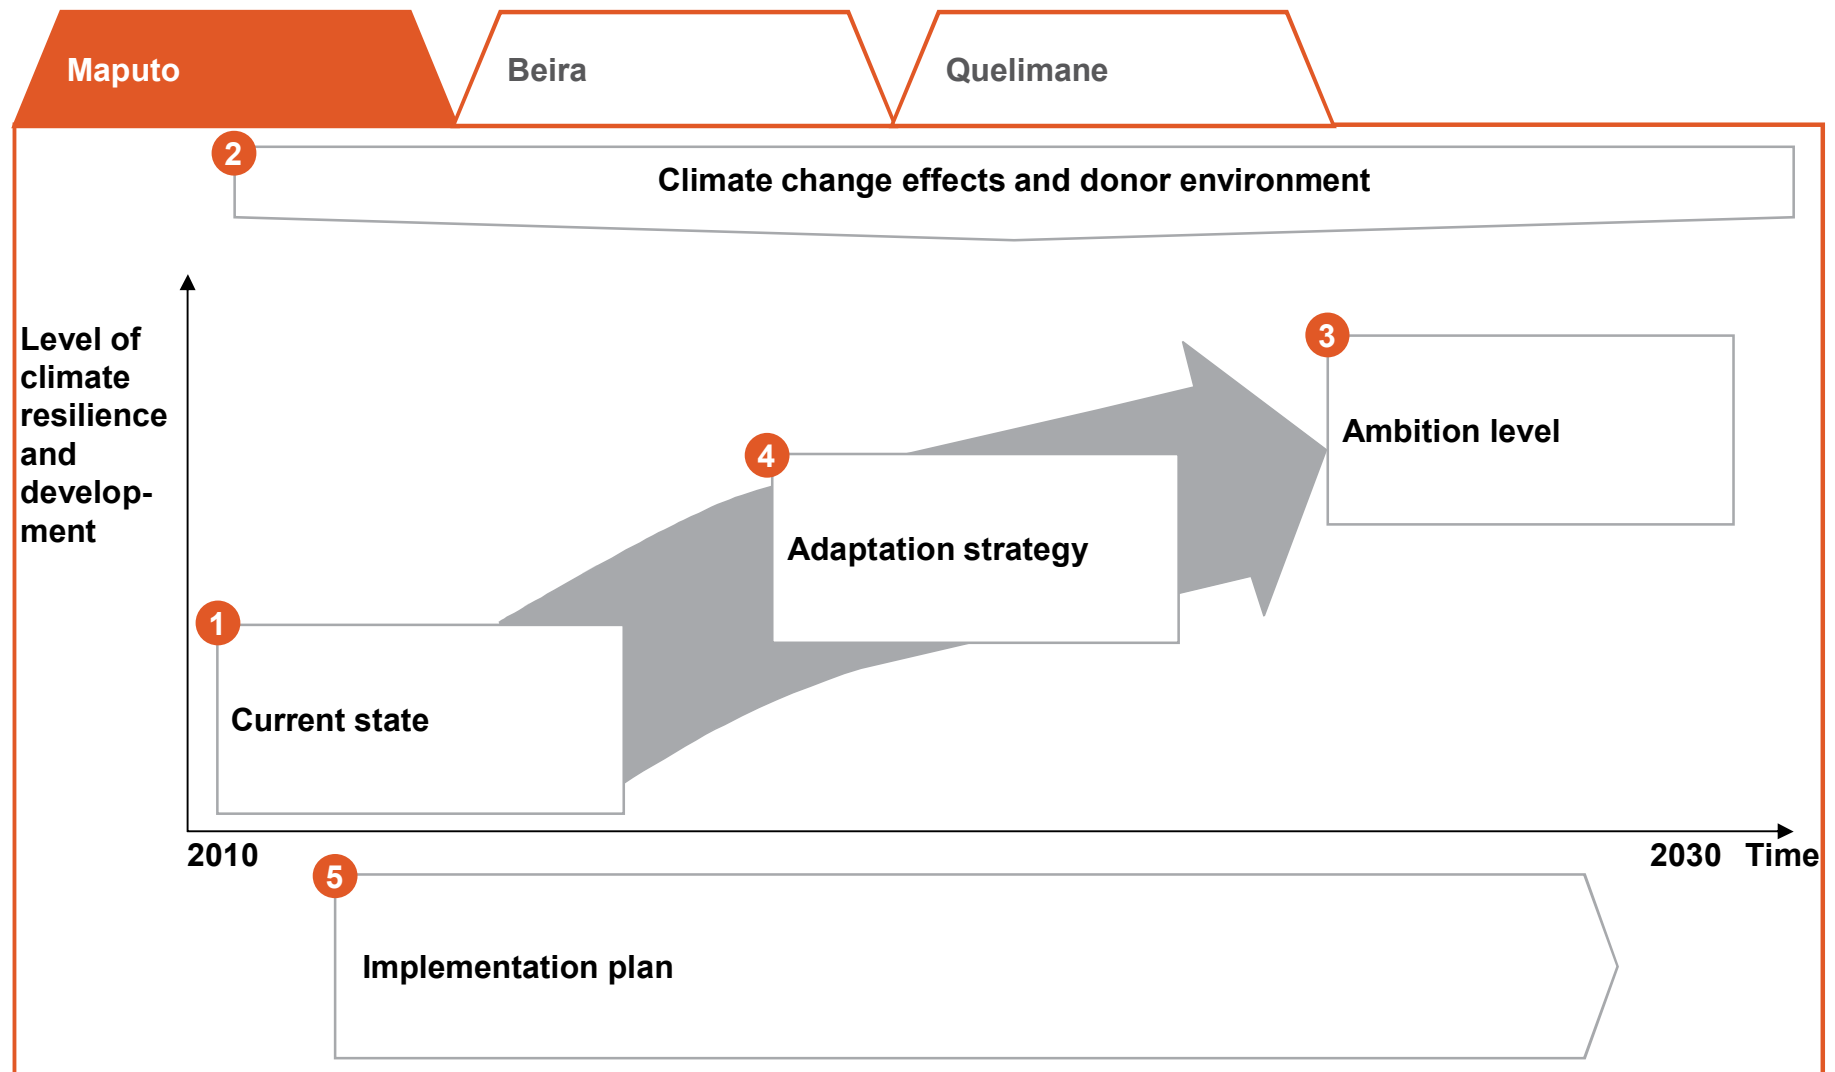 Maputo
Beira
Quelimane
2
Climate change effects and donor environment
Level of
climate
resilience
and
develop-
ment
3
Ambition level
4
Adaptation strategy
1
Current state
2010
2030
Time
5
Implementation plan